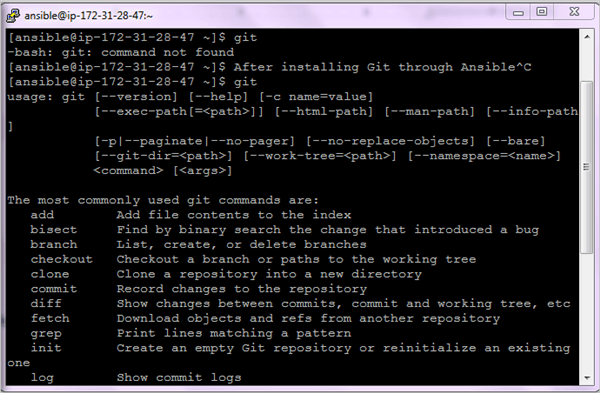 ansible@ip-172-31-28-47:~
[ansible@ip-172-31-28-47 ~]$ git
-bash: git: command not found
[ansible@ip-172-31-28-47 ~]$ After installing Git through Ansible^C
[ansible@ip-172-31-28-47 ~]$ git
usage: git [--version] [--help] [-c name=value]
           [--exec-path[=<path>]] [--html-path] [--man-path] [--info-path
]
           [-p|--paginate|--no-pager] [--no-replace-objects] [--bare]
           [--git-dir=<path>] [--work-tree=<path>] [--namespace=<name>]
           <command> [<args>]
The most commonly used git commands are:
   add        Add file contents to the index
   bisect     Find by binary search the change that introduced a bug
   branch     List, create, or delete branches
   checkout   Checkout a branch or paths to the working tree
   clone      Clone a repository into a new directory
   commit     Record changes to the repository
   diff       Show changes between commits, commit and working tree, etc
   fetch      Download objects and refs from another repository
   grep       Print lines matching a pattern
   init       Create an empty Git repository or reinitialize an existing
one
   log        Show commit logs